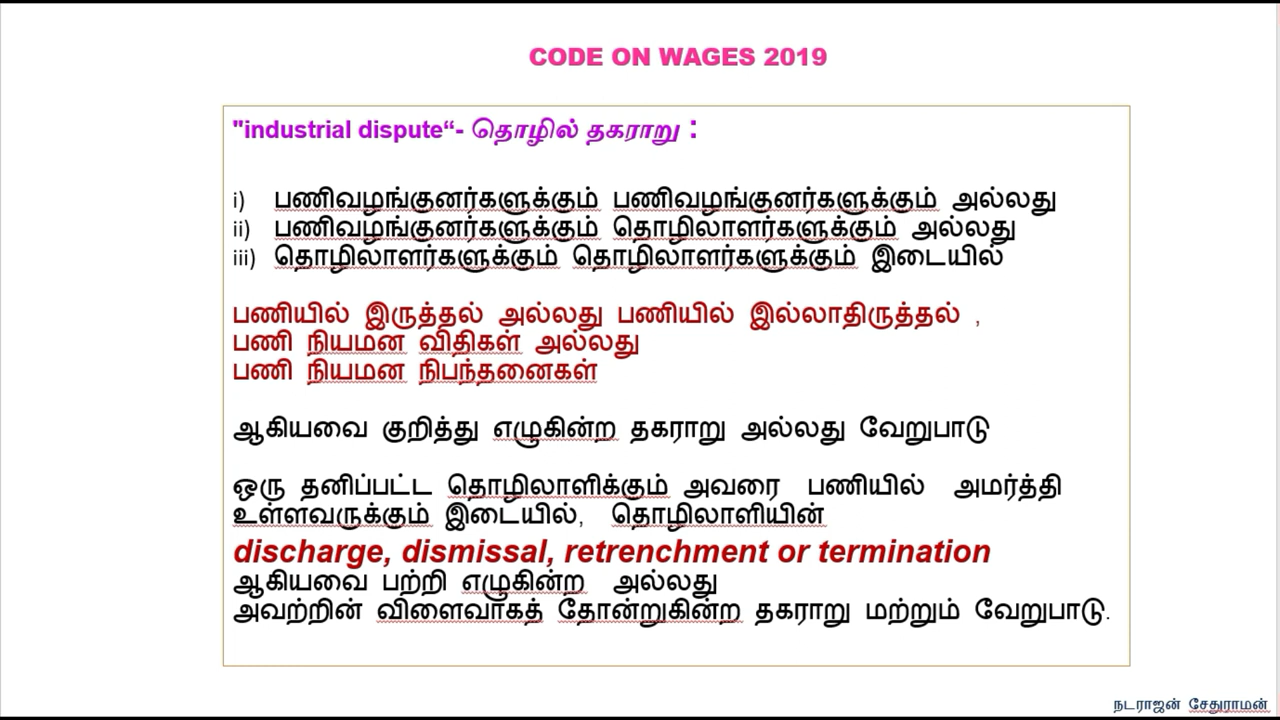 CODE ON WAGES 2019
"industrial dispute“- தொழில் தகராறு :
i) பணிவழங்குனர்களுக்கும் பணிவழங்குனர்களுக்கும் அல்லது
ii) பணிவழங்குனர்களுக்கும் தொழிலாளர்களுக்கும் அல்லது
iii) தொழிலாளர்களுக்கும் தொழிலாளர்களுக்கும் இடையில்
பணியில் இருத்தல் அல்லது பணியில் இல்லாதிருத்தல் ,
பணி நியமன விதிகள் அல்லது
பணி நியமன நிபந்தனைகள்
ஆகியவை குறித்து எழுகின்ற தகராறு அல்லது வேறுபாடு
ஒரு தனிப்பட்ட தொழிலாளிக்கும் அவரை பணியில் அமர்த்தி
உள்ளவருக்கும் இடையில், தொழிலாளியின்
discharge, dismissal, retrenchment or termination
ஆகியவை பற்றி எழுகின்ற அல்லது
அவற்றின் விளைவாகத் தோன்றுகின்ற தகராறு மற்றும் வேறுபாடு.
நடராஜன் சேதுராமன்